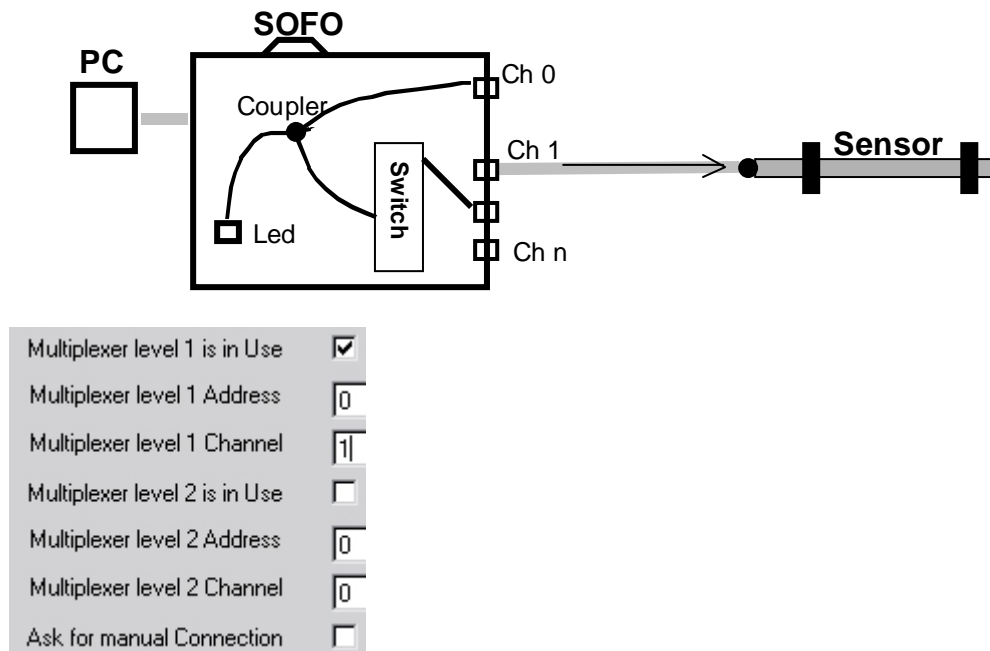 SOFO
PC
Ch 0
Coupler
Ch 1
Sensor
Switch
Led
Ch n
Multiplexer level 1 is in Use
Multiplexer level 1 Address 0
Multiplexer level 1 Channel 1
Multiplexer level 2 is in Use
Multiplexer level 2 Address 0
Multiplexer level 2 Channel 0
Ask for manual Connection